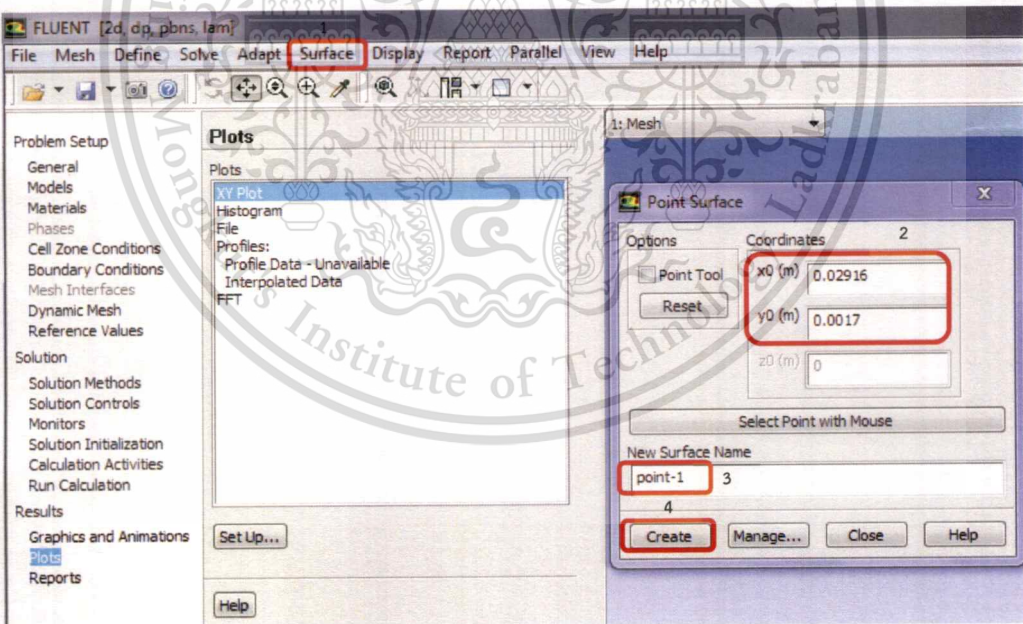 1
FLUENT [2d, dp, pbns, lam]
File Mesh Define Solve Adapt Surface Display Report Parallel View Help
Problem Setup
General
Models
Materials
Phases
Cell Zone Conditions
Boundary Conditions
Mesh Interfaces
Dynamic Mesh
Reference Values
Solution
Solution Methods
Solution Controls
Monitors
Solution Initialization
Calculation Activities
Run Calculation
Results
Graphics and Animations
Plots
Reports
Plots
Plots
XY Plot
Histogram
File
Profiles:
Profile Data - Unavailable
Interpolated Data
FFT
Set Up...
Help
1: Mesh
Point Surface
X
Options
Point Tool
Reset
Coordinates
2
x0 (m) 0.02916
y0 (m) 0.0017
z0 (m) 0
Select Point with Mouse
New Surface Name
point-1 3
4
Create Manage... Close Help
Institute of Technology